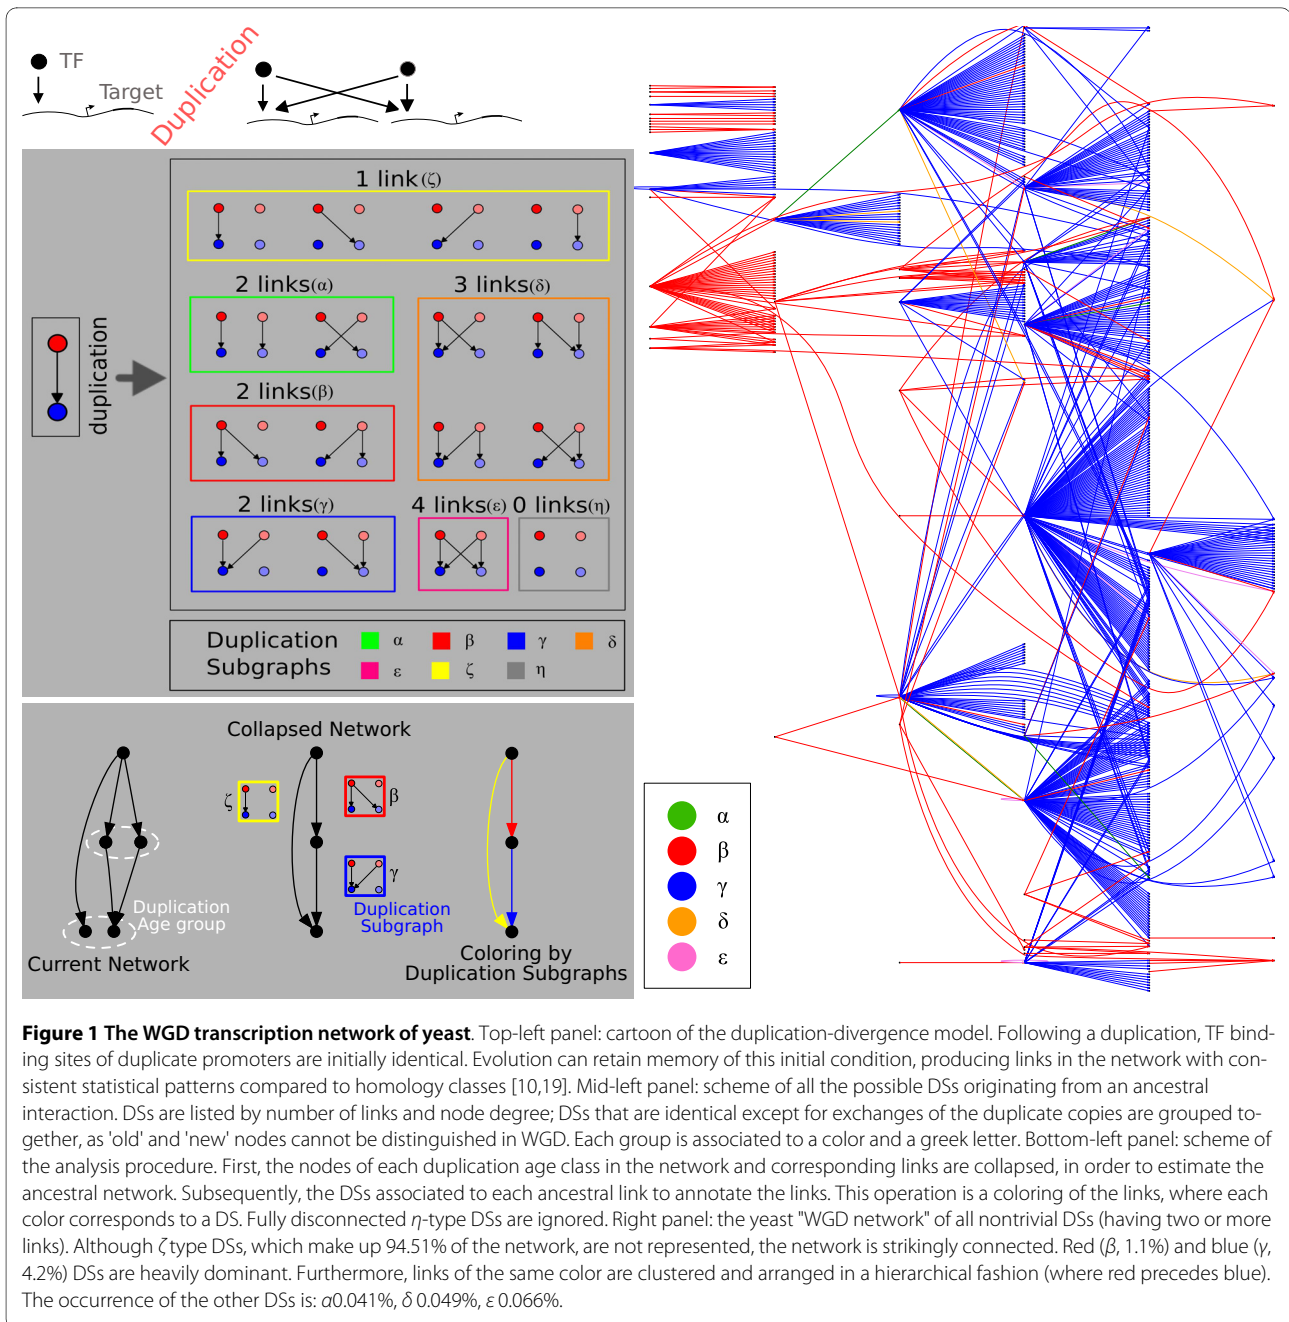 TF
Target
Duplication
1 link(ζ)
2 links(α)
3 links(δ)
duplication
2 links(β)
2 links(γ)
4 links(ε)
0 links(η)
Duplication
Subgraphs
α
β
γ
δ
ε
ζ
η
Collapsed Network
ζ
β
γ
Duplication
Age group
Duplication
Subgraph
Current Network
Coloring by
Duplication Subgraphs
α
β
γ
δ
ε
Figure 1 The WGD transcription network of yeast. Top-left panel: cartoon of the duplication-divergence model. Following a duplication, TF bind-
ing sites of duplicate promoters are initially identical. Evolution can retain memory of this initial condition, producing links in the network with con-
sistent statistical patterns compared to homology classes [10,19]. Mid-left panel: scheme of all the possible DSs originating from an ancestral
interaction. DSs are listed by number of links and node degree; DSs that are identical except for exchanges of the duplicate copies are grouped to-
gether, as 'old' and 'new' nodes cannot be distinguished in WGD. Each group is associated to a color and a greek letter. Bottom-left panel: scheme of
the analysis procedure. First, the nodes of each duplication age class in the network and corresponding links are collapsed, in order to estimate the
ancestral network. Subsequently, the DSs associated to each ancestral link to annotate the links. This operation is a coloring of the links, where each
color corresponds to a DS. Fully disconnected η-type DSs are ignored. Right panel: the yeast "WGD network" of all nontrivial DSs (having two or more
links). Although ζ type DSs, which make up 94.51% of the network, are not represented, the network is strikingly connected. Red (β, 1.1%) and blue (γ,
4.2%) DSs are heavily dominant. Furthermore, links of the same color are clustered and arranged in a hierarchical fashion (where red precedes blue).
The occurrence of the other DSs is: α0.041%, δ 0.049%, ε 0.066%.